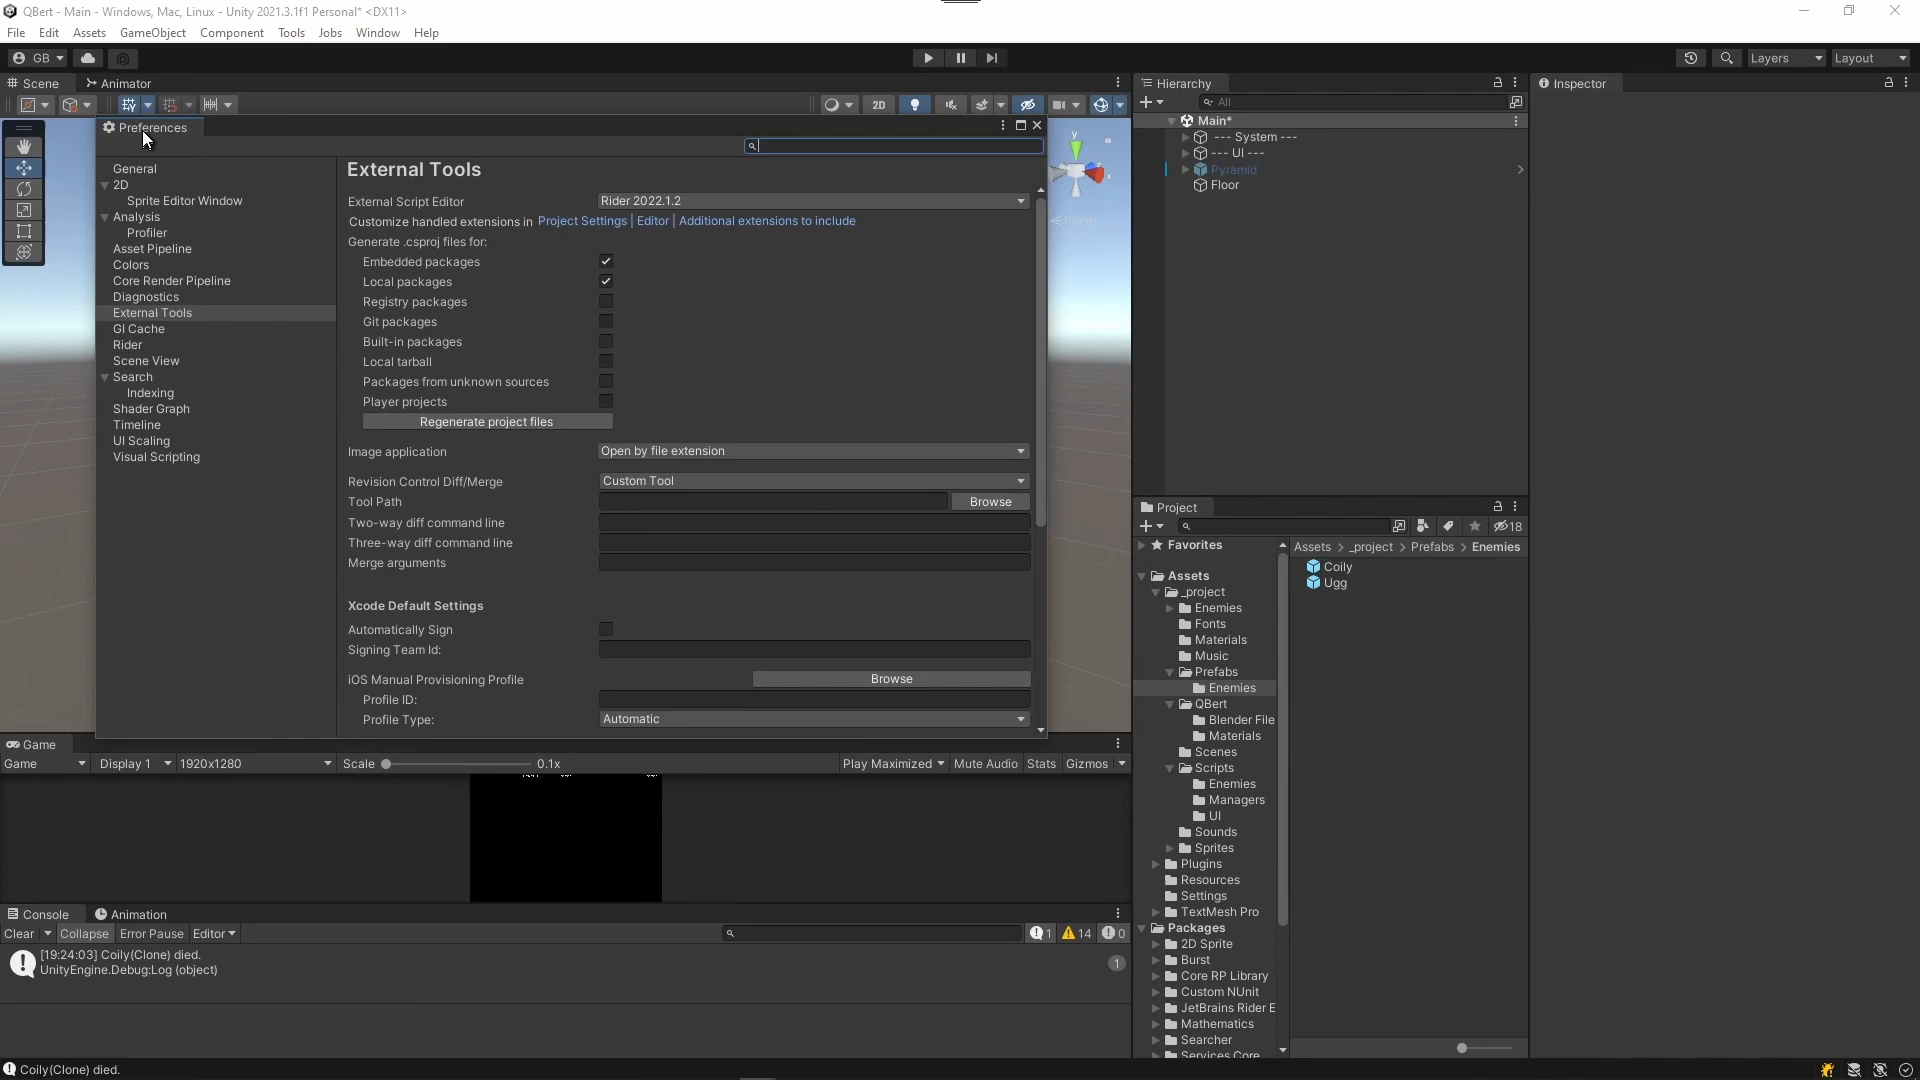 QBert - Main - Windows, Mac, Linux - Unity 2021.3.1f1 Personal* <DX11>
File Edit Assets GameObject Component Tools Jobs Window Help
GB Layers Layout
Scene Animator
2D
Preferences
General
2D
Sprite Editor Window
Analysis
Profiler
Asset Pipeline
Colors
Core Render Pipeline
Diagnostics
External Tools
GI Cache
Rider
Scene View
Search
Indexing
Shader Graph
Timeline
UI Scaling
Visual Scripting
External Tools
External Script Editor Rider 2022.1.2
Customize handled extensions in Project Settings | Editor | Additional extensions to include
Generate .csproj files for:
Embedded packages
Local packages
Registry packages
Git packages
Built-in packages
Local tarball
Packages from unknown sources
Player projects
Regenerate project files
Image application Open by file extension
Revision Control Diff/Merge Custom Tool
Tool Path Browse
Two-way diff command line
Three-way diff command line
Merge arguments
Xcode Default Settings
Automatically Sign
Signing Team Id:
iOS Manual Provisioning Profile Browse
Profile ID:
Profile Type: Automatic
y
x
Persp
Hierarchy
All
Main*
--- System ---
--- UI ---
Pyramid
Floor
Inspector
Project
18
Favorites
Assets
_project
Enemies
Fonts
Materials
Music
Prefabs
Enemies
QBert
Blender File
Materials
Scenes
Scripts
Enemies
Managers
UI
Sounds
Sprites
Plugins
Resources
Settings
TextMesh Pro
Packages
2D Sprite
Burst
Core RP Library
Custom NUnit
JetBrains Rider E
Mathematics
Searcher
Services Core
Assets > _project > Prefabs > Enemies
Coily
Ugg
Game
Game Display 1 1920x1280 Scale 0.1x Play Maximized Mute Audio Stats Gizmos
Console Animation
Clear Collapse Error Pause Editor 1 14 0
[19:24:03] Coily(Clone) died.
UnityEngine.Debug:Log (object)
1
Coily(Clone) died.